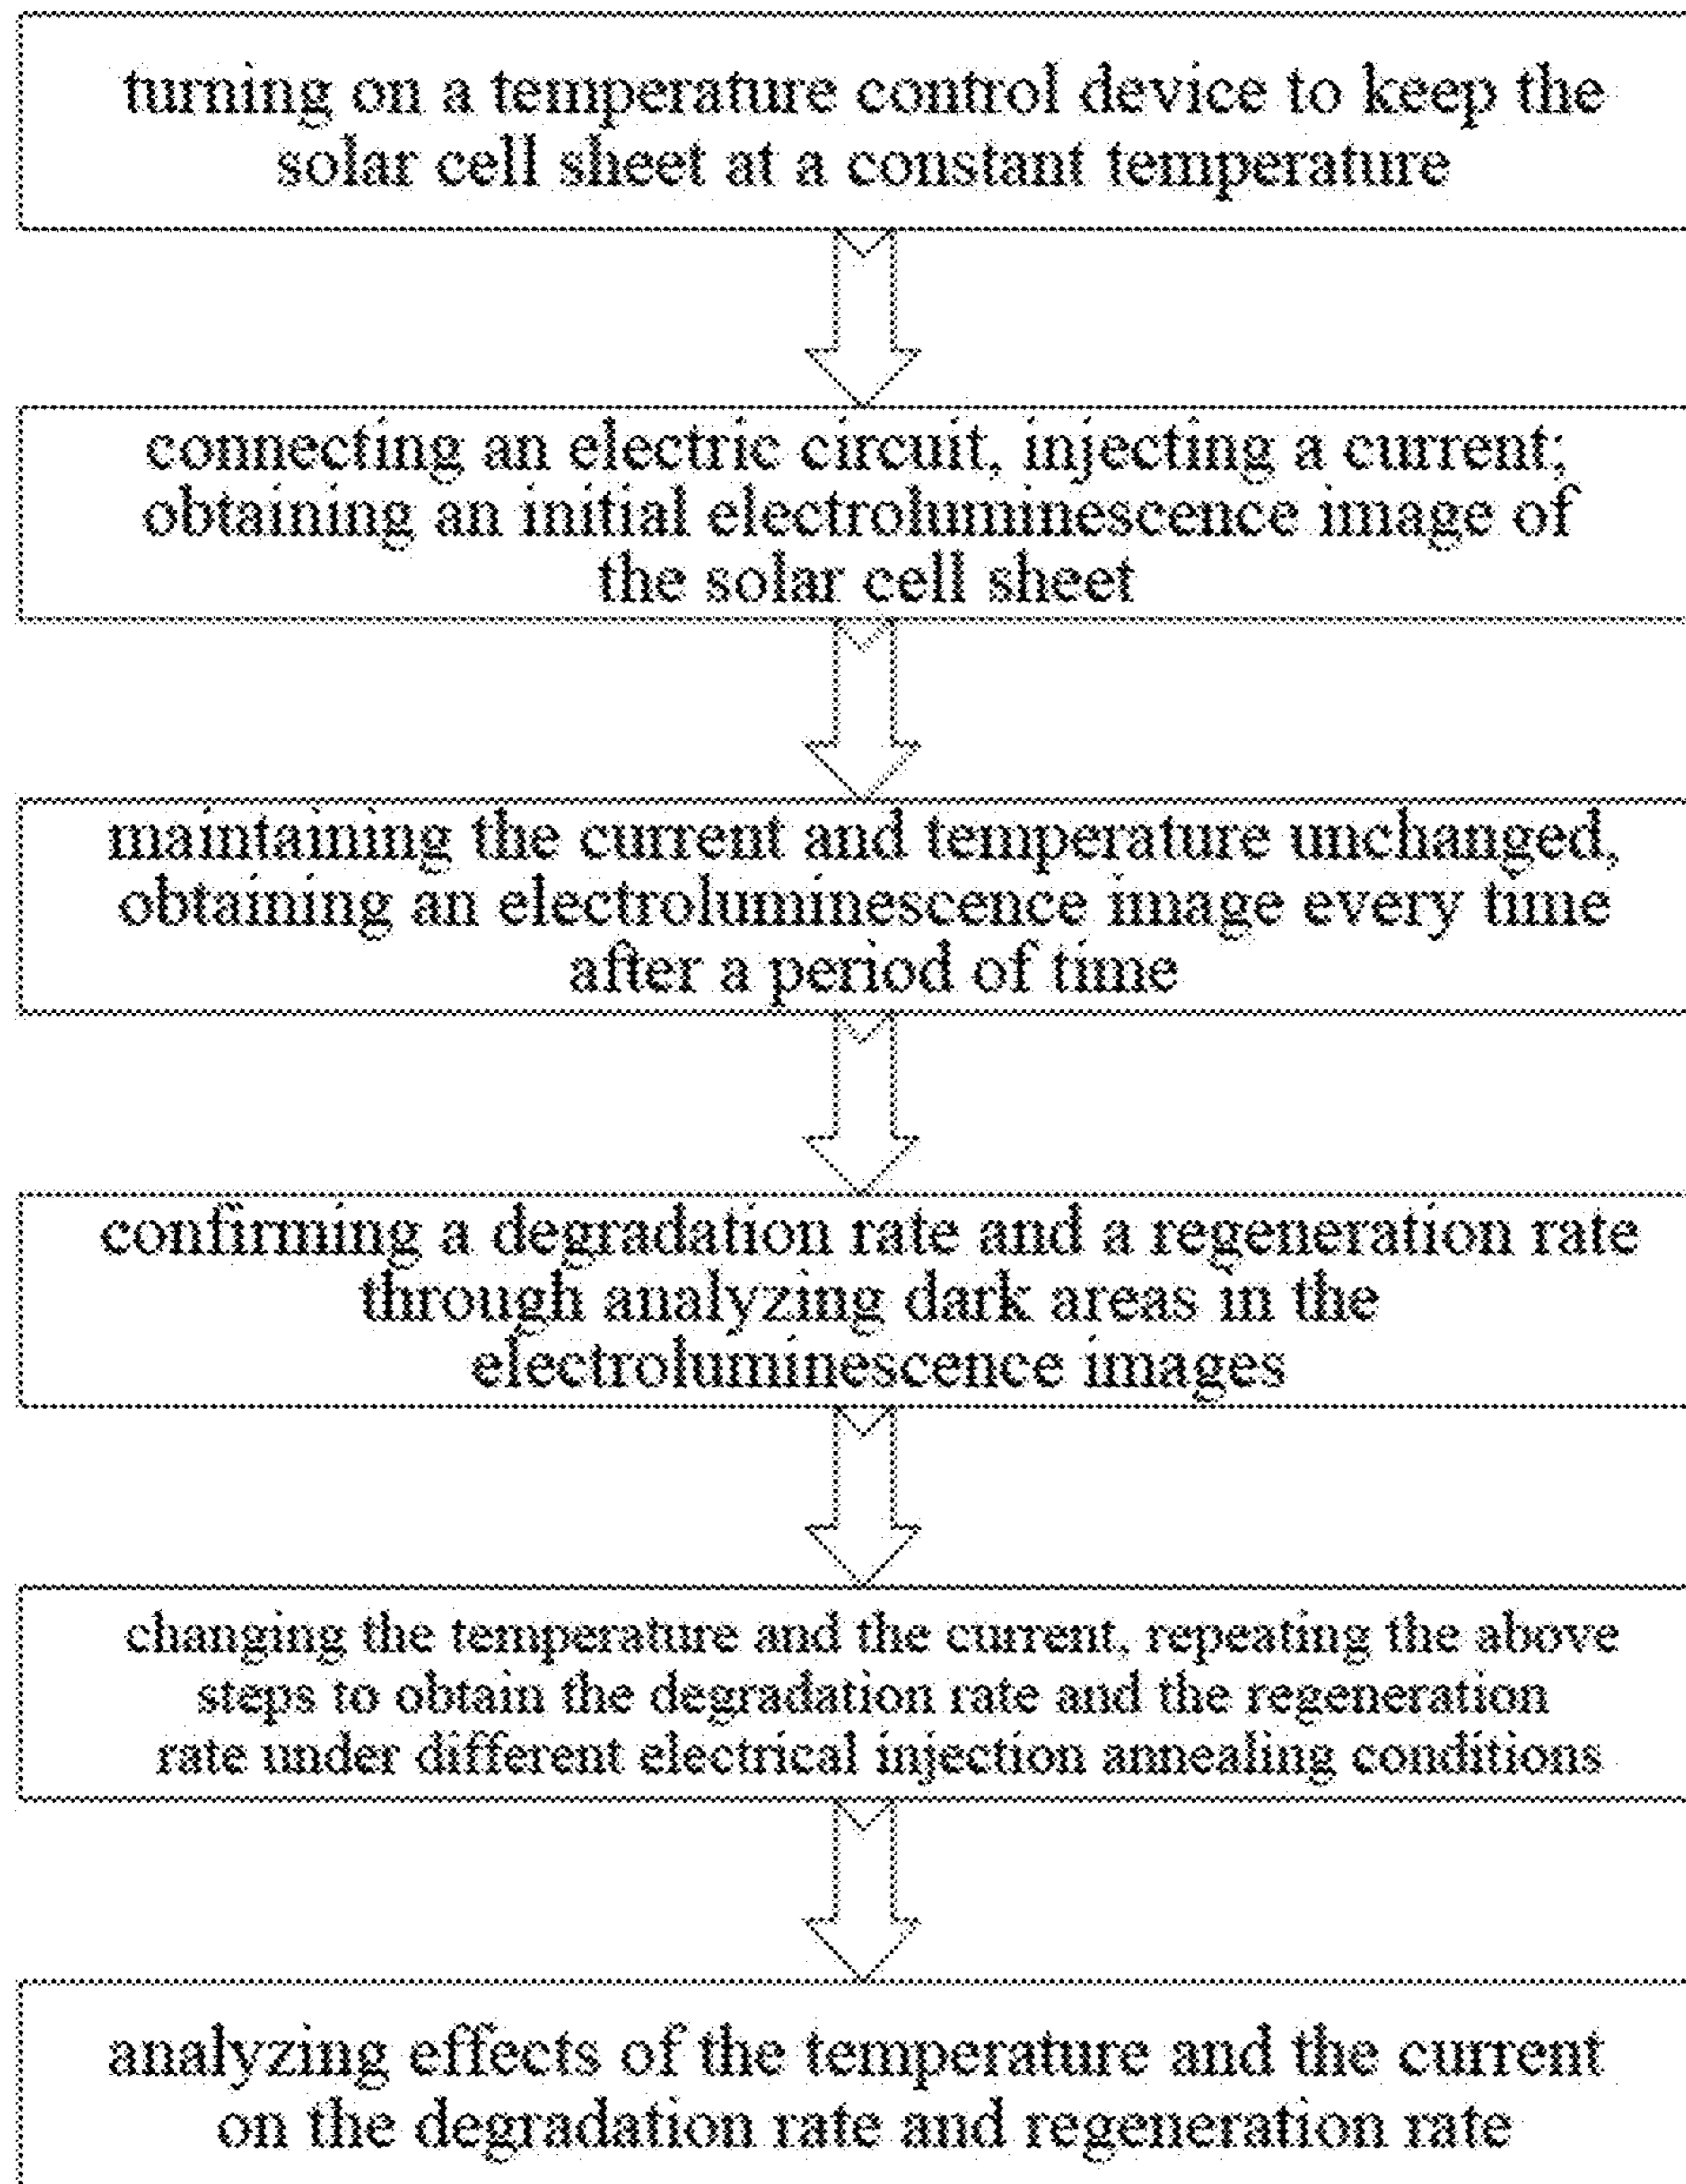 turning on a temperature control device to keep the
solar cell sheet at a constant temperature
connecting an electric circuit, injecting a current;
obtaining an initial electroluminescence image of
the solar cell sheet
maintaining the current and temperature unchanged,
obtaining an electroluminescence image every time
after a period of time
confirming a degradation rate and a regeneration rate
through analyzing dark areas in the
electroluminescence images
changing the temperature and the current, repeating the above
steps to obtain the degradation rate and the regeneration
rate under different electrical injection annealing conditions
analyzing effects of the temperature and the current
on the degradation rate and regeneration rate